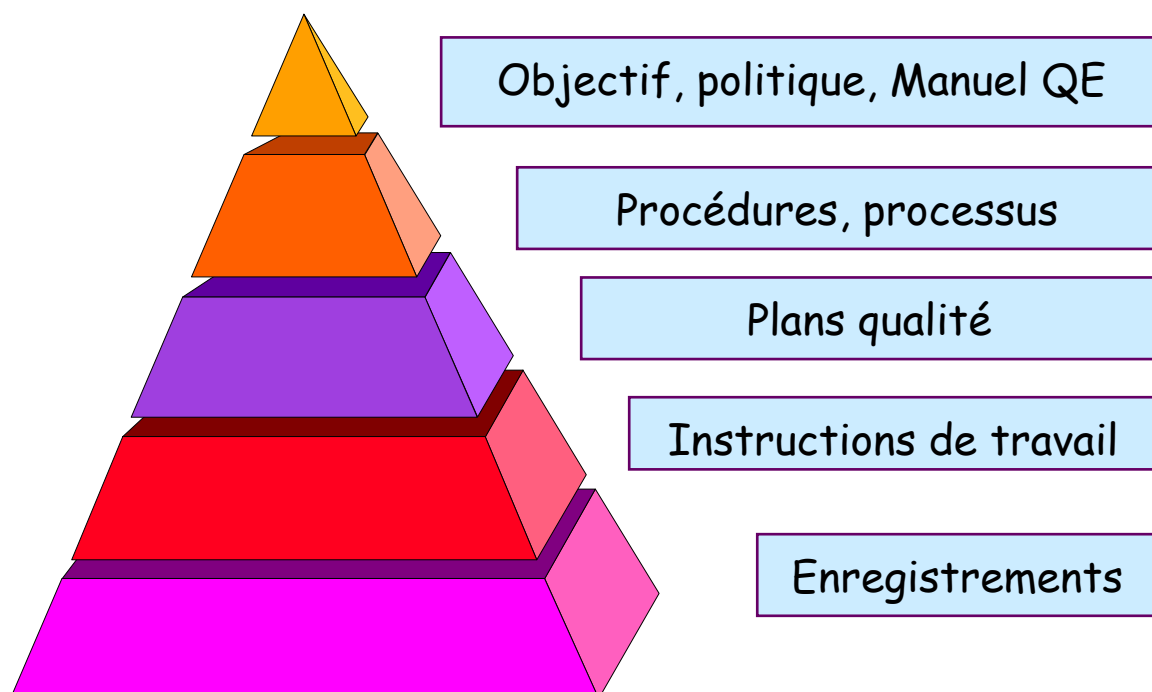 Objectif, politique, Manuel QE
Procédures, processus
Plans qualité
Instructions de travail
Enregistrements